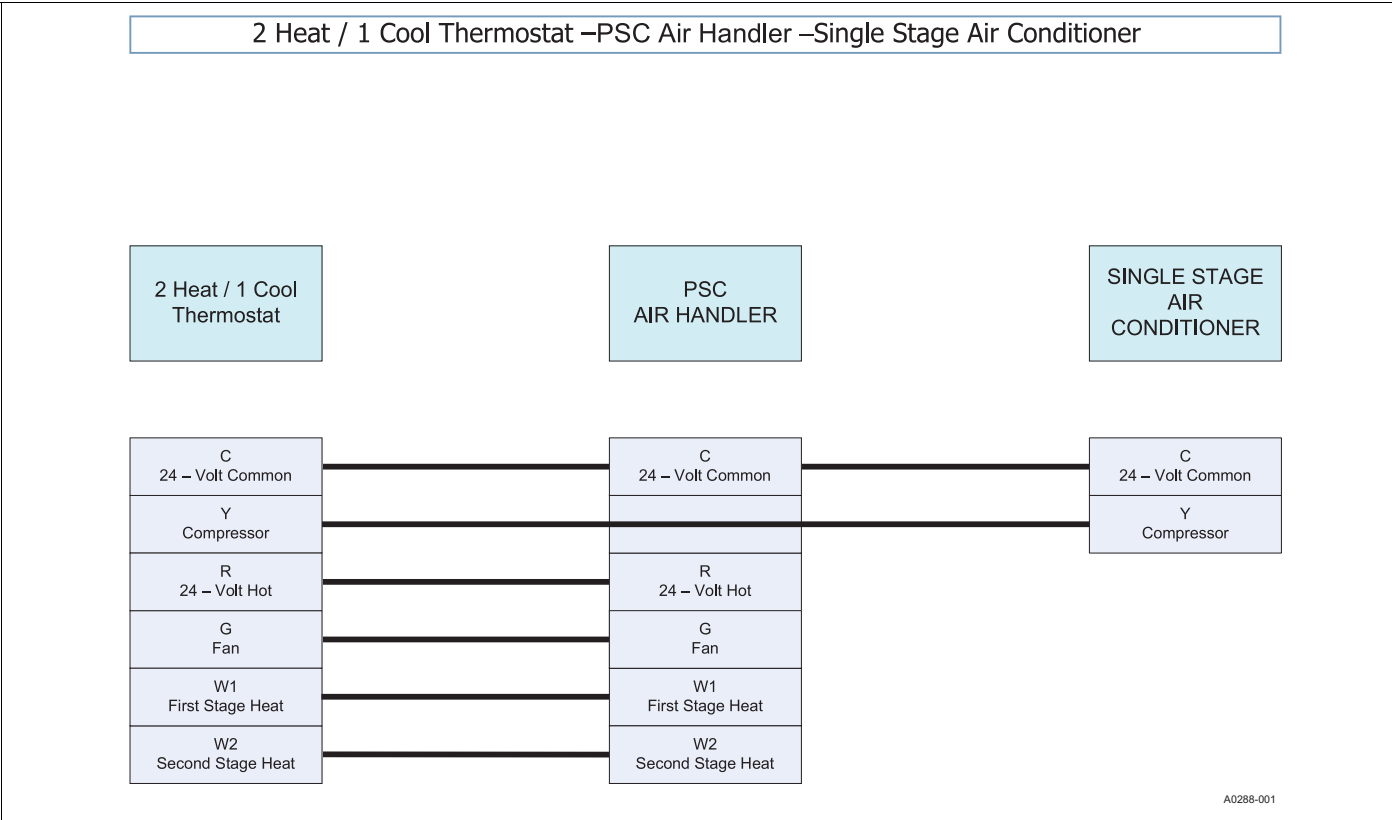 2 Heat / 1 Cool Thermostat –PSC Air Handler –Single Stage Air Conditioner
2 Heat / 1 Cool
Thermostat
PSC
AIR HANDLER
SINGLE STAGE
AIR
CONDITIONER
C
24 – Volt Common
Y
Compressor
R
24 – Volt Hot
G
Fan
W1
First Stage Heat
W2
Second Stage Heat
C
24 – Volt Common
R
24 – Volt Hot
G
Fan
W1
First Stage Heat
W2
Second Stage Heat
C
24 – Volt Common
Y
Compressor
A0288-001